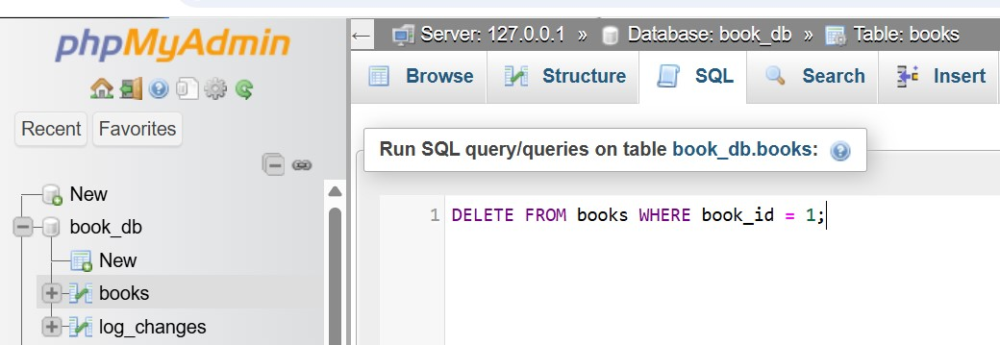 phpMyAdmin
Recent Favorites
New
book_db
New
books
log_changes
Server: 127.0.0.1 » Database: book_db » Table: books
Browse Structure SQL Search Insert
Run SQL query/queries on table book_db.books:
1 DELETE FROM books WHERE book_id = 1;